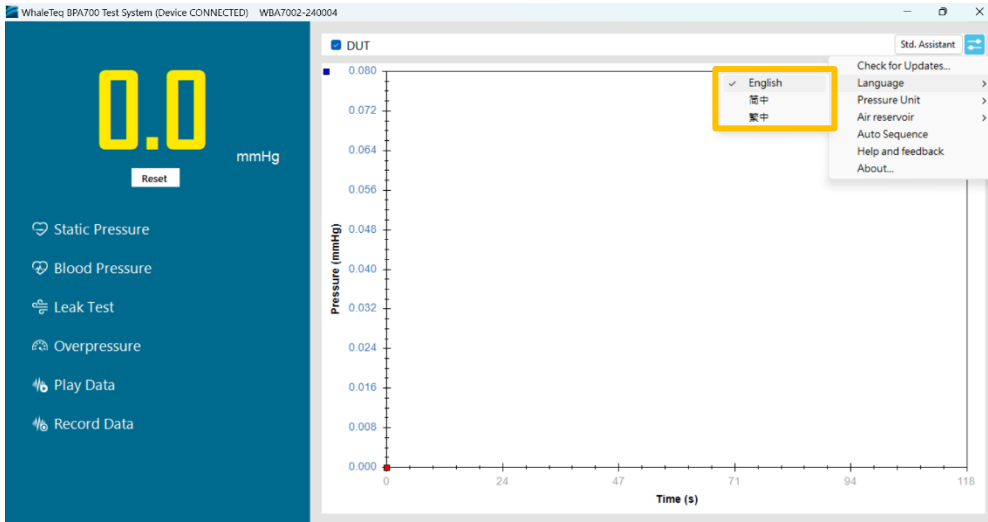 WhaleTeq BPA700 Test System (Device CONNECTED) WBA7002-240004
0.0
mmHg
Reset
Static Pressure
Blood Pressure
Leak Test
Overpressure
Play Data
Record Data
DUT
Std. Assistant
Check for Updates...
Language
Pressure Unit
Air reservoir
Auto Sequence
Help and feedback
About...
English
简中
繁中
Pressure (mmHg)
0.080
0.072
0.064
0.056
0.048
0.040
0.032
0.024
0.016
0.008
0.000
0 24 47 71 94 118
Time (s)